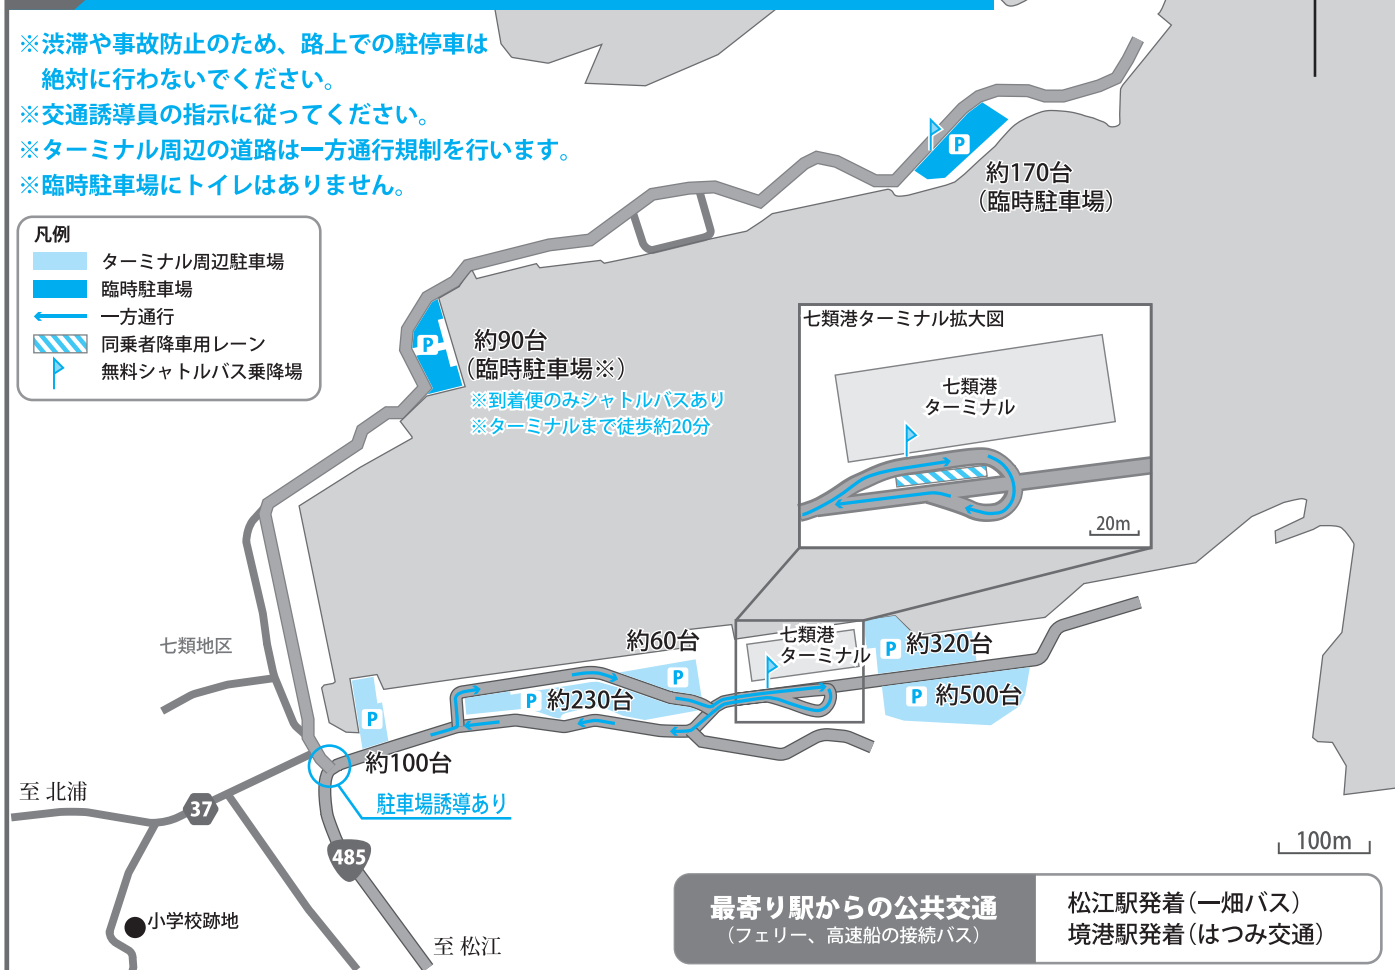 ※渋滞や事故防止のため、路上での駐停車は
絶対に行わないでください。
※交通誘導員の指示に従ってください。
※ターミナル周辺の道路は一方通行規制を行います。
※臨時駐車場にトイレはありません。
凡例
ターミナル周辺駐車場
臨時駐車場
一方通行
同乗者降車用レーン
無料シャトルバス乗降場
P
約170台
（臨時駐車場）
P
約90台
（臨時駐車場※）
※到着便のみシャトルバスあり
※ターミナルまで徒歩約20分
七類港ターミナル拡大図
七類港
ターミナル
20m
七類地区
約60台
P
P
約230台
七類港
ターミナル
P
約320台
P
約500台
P
約100台
駐車場誘導あり
至 北浦
37
485
小学校跡地
至 松江
100m
最寄り駅からの公共交通
（フェリー、高速船の接続バス）
松江駅発着（一畑バス）
境港駅発着（はつみ交通）